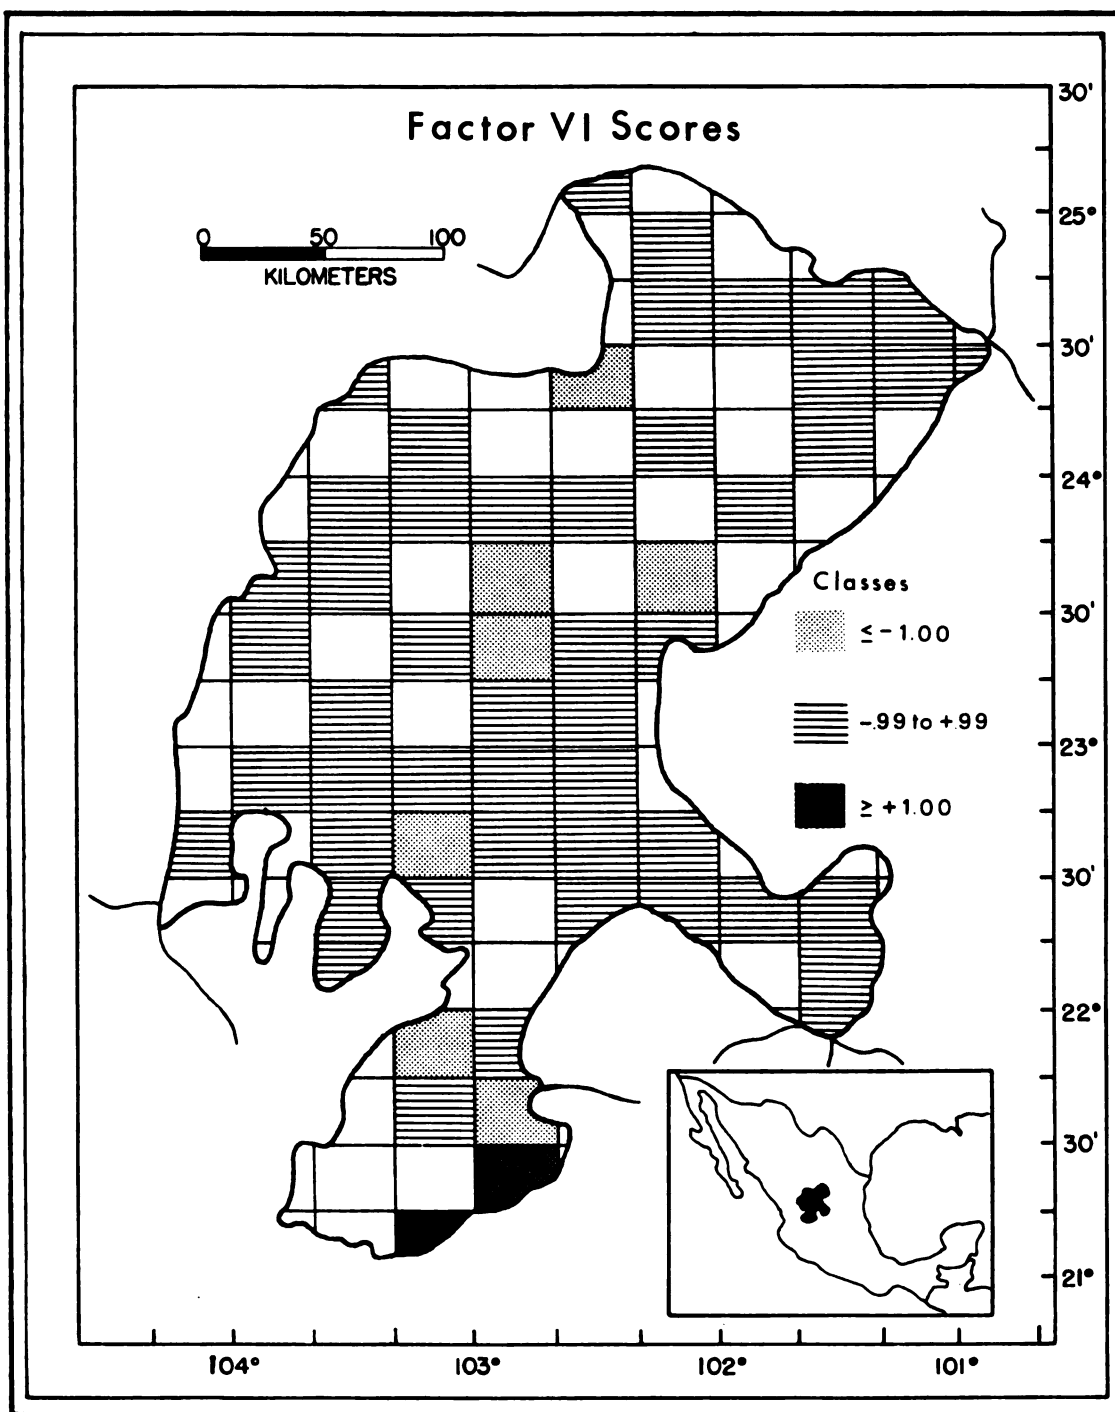 Factor VI Scores
0 50 100
KILOMETERS
30'
25°
30'
24°
30'
23°
30'
22°
30'
21°
Classes
≤ -1.00
-.99 to +.99
≥ +1.00
104° 103° 102° 101°